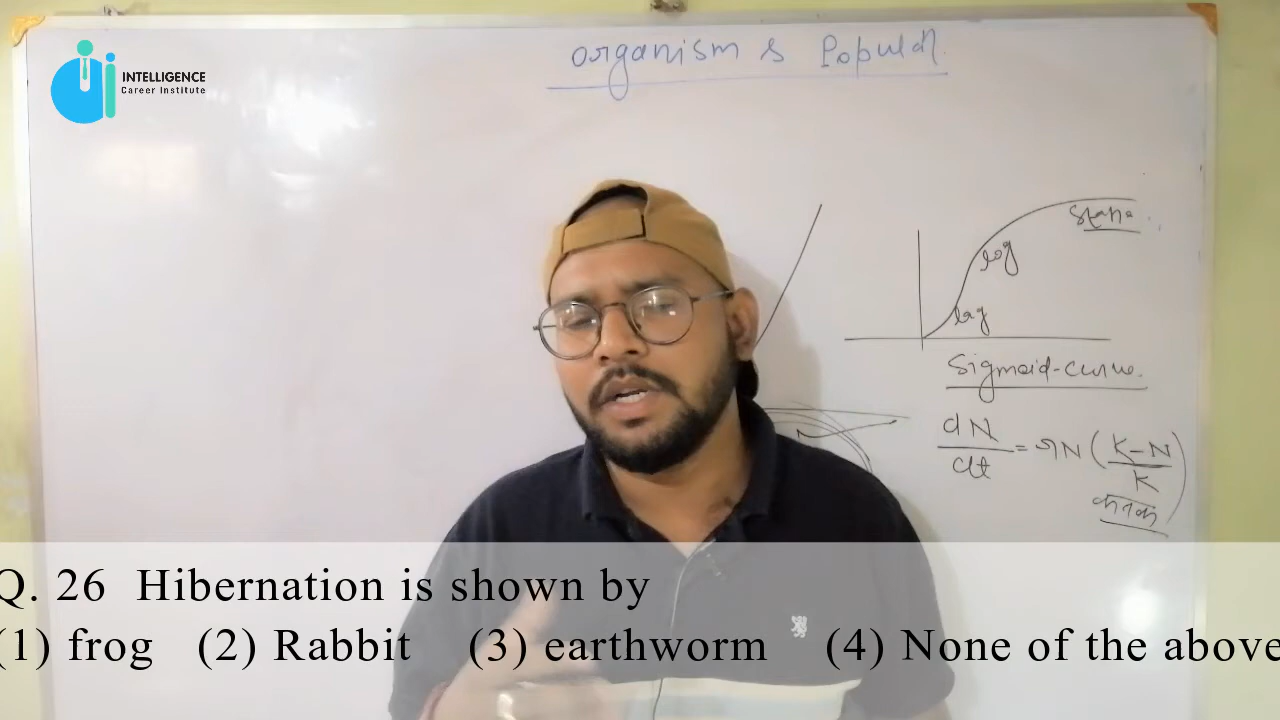 organism & Populn.
INTELLIGENCE
Career Institute
log
lag
Sigmoid-curve.
dN/dt = rN (K-N/K)
Q. 26 Hibernation is shown by
(1) frog (2) Rabbit (3) earthworm (4) None of the above